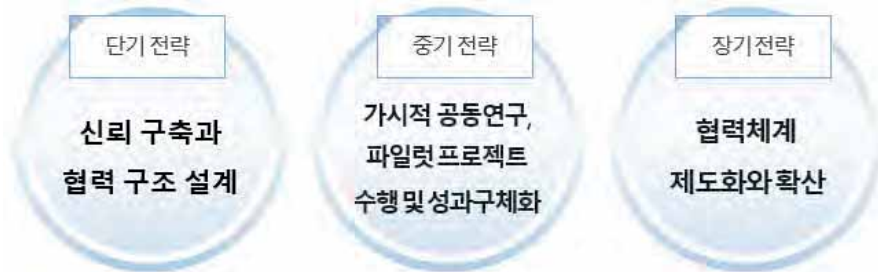 단기 전략
신뢰 구축과
협력 구조 설계
중기 전략
가시적 공동연구,
파일럿 프로젝트
수행 및 성과구체화
장기 전략
협력체계
제도화와 확산